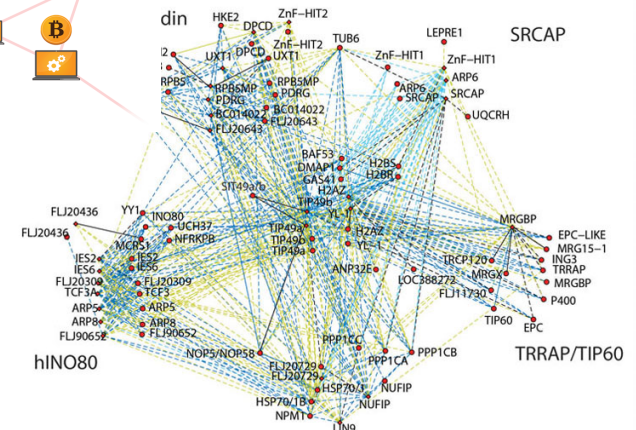 din
HKE2
DPCD
ZnF-HIT2
DPCD
ZnF-HIT2
UXT1
UXT1
TUB6
LEPRE1
SRCAP
ZnF-HIT1
ZnF-HIT1
ARP6
ARP6
SRCAP
SRCAP
UQCRH
RPB5
RPB5MP
RPB5MP
PDRG
PDRG
BC014022
BC014022
FLJ20643
FLJ20643
BAF53
DMAP1
GAS41
H2BS
H2BR
H2AZ
TIP49b
YL-1
SIT49a/b
TIP49a
TIP49b
TIP49a
H2AZ
YL-1
FLJ20436
FLJ20436
YY1
INO80
UCH37
NFRKPB
MCRS1
IES2
IES2
IES6
IES6
FLJ20309
FLJ20309
TCF3A
TCF3
ARP5
ARP5
ARP8
ARP8
FLJ90652
FLJ90652
hINO80
ANP32E
LOC388272
MRGBP
EPC-LIKE
MRG15-1
ING3
TRRAP
MRGBP
P400
EPC
TRCP120
MRGX
FLJ11730
TIP60
TRRAP/TIP60
NOP5/NOP58
PPP1CC
PPP1CA
PPP1CB
FLJ20729
FLJ20729
HSP70/1
HSP70/1B
NUFIP
NUFIP
NPM1